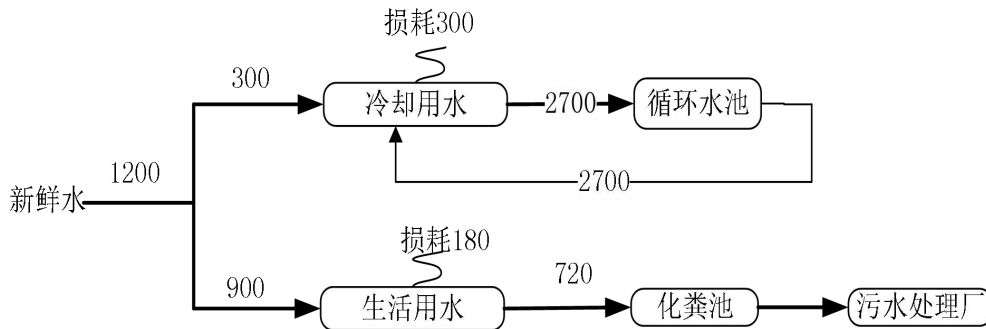 损耗300
300
冷却用水
2700
循环水池
2700
1200
新鲜水
损耗180
900
生活用水
720
化粪池
污水处理厂